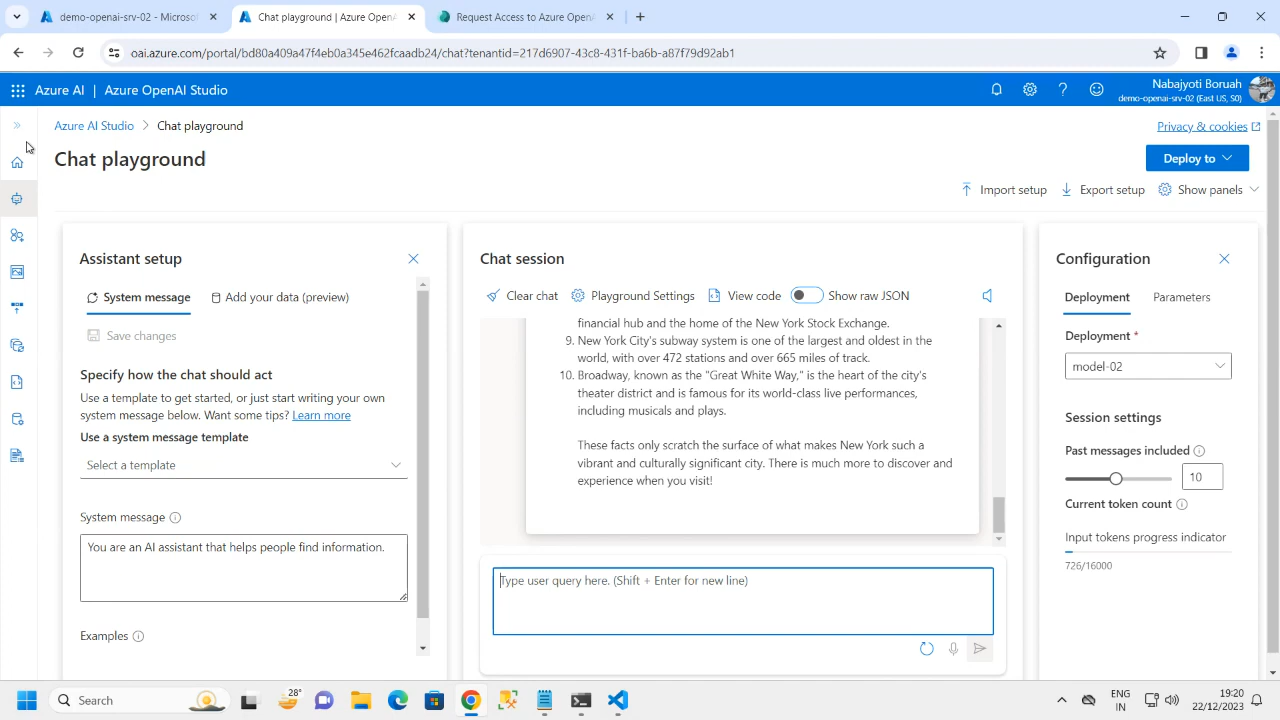 demo-openai-srv-02 - Microsof
Chat playground | Azure OpenA
Request Access to Azure OpenA
oai.azure.com/portal/bd80a409a47f4eb0a345e462fcaadb24/chat?tenantid=217d6907-43c8-431f-ba6b-a87f79d92ab1
Azure AI | Azure OpenAI Studio
Nabajyoti Boruah
demo-openai-srv-02 (East US, S0)
Azure AI Studio > Chat playground
Privacy & cookies
Chat playground
Deploy to
Import setup
Export setup
Show panels
Assistant setup
System message
Add your data (preview)
Save changes
Specify how the chat should act
Use a template to get started, or just start writing your own
system message below. Want some tips? Learn more
Use a system message template
Select a template
System message
You are an AI assistant that helps people find information.
Examples
Chat session
Clear chat
Playground Settings
View code
Show raw JSON
financial hub and the home of the New York Stock Exchange.
9. New York City's subway system is one of the largest and oldest in the
world, with over 472 stations and over 665 miles of track.
10. Broadway, known as the "Great White Way," is the heart of the city's
theater district and is famous for its world-class live performances,
including musicals and plays.
These facts only scratch the surface of what makes New York such a
vibrant and culturally significant city. There is much more to discover and
experience when you visit!
Type user query here. (Shift + Enter for new line)
Configuration
Deployment
Parameters
Deployment *
model-02
Session settings
Past messages included
10
Current token count
Input tokens progress indicator
726/16000
Search
28°
ENG
IN
19:20
22/12/2023